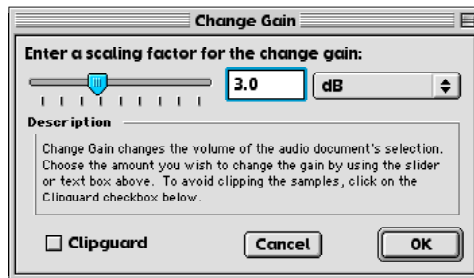 Change Gain
Enter a scaling factor for the change gain:
3.0 dB
Description
Change Gain changes the volume of the audio document's selection.
Choose the amount you wish to change the gain by using the slider
or text box above. To avoid clipping the samples, click on the
Clipguard checkbox below.
Clipguard Cancel OK